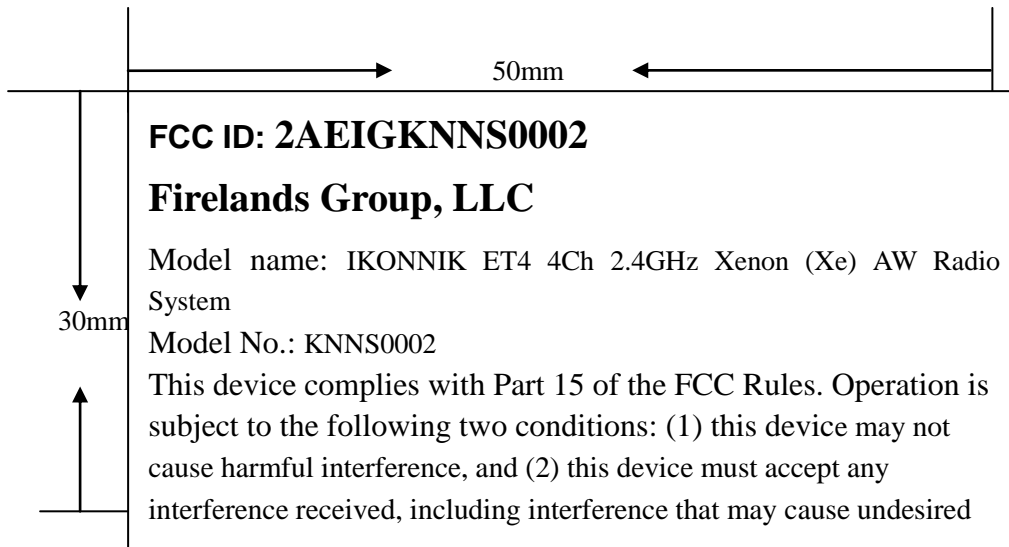 50mm
FCC ID: 2AEIGKNNS0002
Firelands Group, LLC
Model name: IKONNIK ET4 4Ch 2.4GHz Xenon (Xe) AW Radio
System
30mm
Model No.: KNNS0002
This device complies with Part 15 of the FCC Rules. Operation is
subject to the following two conditions: (1) this device may not
cause harmful interference, and (2) this device must accept any
interference received, including interference that may cause undesired